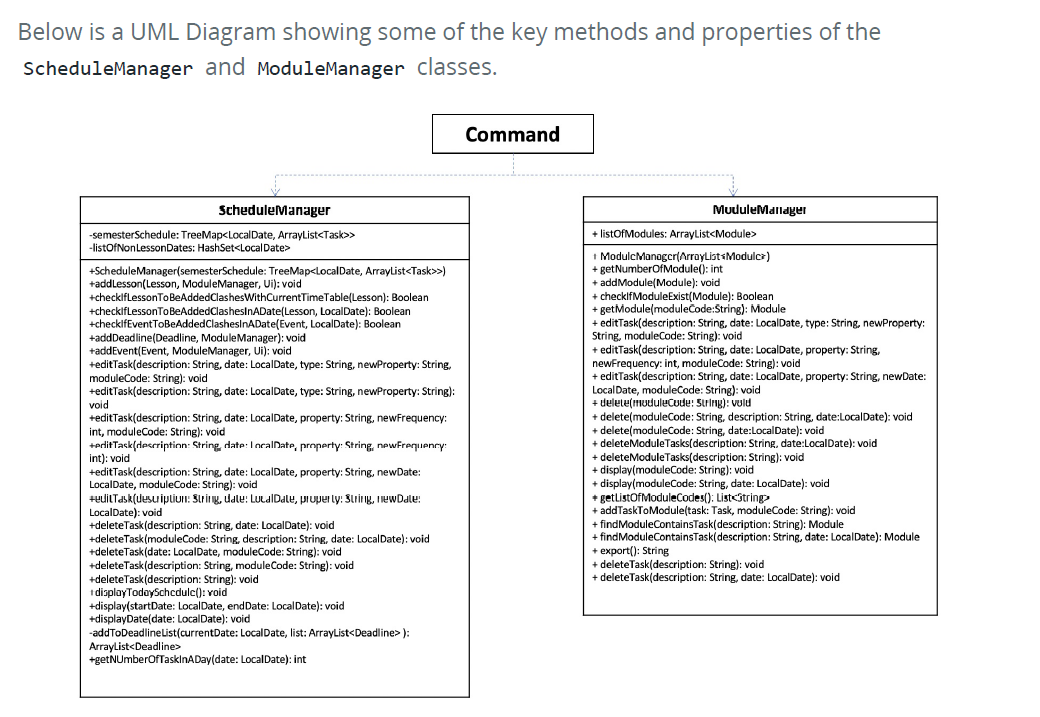 Below is a UML Diagram showing some of the key methods and properties of the
ScheduleManager and ModuleManager classes.
Command
ScheduleManager
-semesterSchedule: TreeMap<LocalDate, ArrayList<Task>>
-listOfNonLessonDates: HashSet<LocalDate>
+ScheduleManager(semesterSchedule: TreeMap<LocalDate, ArrayList<Task>>)
+addLesson(Lesson, ModuleManager, Ui): void
+checkIfLessonToBeAddedClashesWithCurrentTimeTable(Lesson): Boolean
+checkIfLessonToBeAddedClashesInADate(Lesson, LocalDate): Boolean
+checkIfEventToBeAddedClashesInADate(Event, LocalDate): Boolean
+addDeadline(Deadline, ModuleManager): void
+addEvent(Event, ModuleManager, Ui): void
+editTask(description: String, date: LocalDate, type: String, newProperty: String,
moduleCode: String): void
+editTask(description: String, date: LocalDate, type: String, newProperty: String):
void
+editTask(description: String, date: LocalDate, property: String, newFrequency:
int, moduleCode: String): void
+editTask(description: String, date: LocalDate, property: String, newFrequency:
int): void
+editTask(description: String, date: LocalDate, property: String, newDate:
LocalDate, moduleCode: String): void
+editTask(description: String, date: LocalDate, property: String, newDate:
LocalDate): void
+deleteTask(description: String, date: LocalDate): void
+deleteTask(moduleCode: String, description: String, date: LocalDate): void
+deleteTask(date: LocalDate, moduleCode: String): void
+deleteTask(description: String, moduleCode: String): void
+deleteTask(description: String): void
+displayTodaySchedule(): void
+display(startDate: LocalDate, endDate: LocalDate): void
+displayDate(date: LocalDate): void
-addToDeadlineList(currentDate: LocalDate, list: ArrayList<Deadline> ):
ArrayList<Deadline>
+getNUmberOfTaskInADay(date: LocalDate): int
ModuleManager
+ listOfModules: ArrayList<Module>
+ ModuleManager(ArrayList<Module>)
+ getNumberOfModule(): int
+ addModule(Module): void
+ checkIfModuleExist(Module): Boolean
+ getModule(moduleCode:String): Module
+ editTask(description: String, date: LocalDate, type: String, newProperty:
String, moduleCode: String): void
+ editTask(description: String, date: LocalDate, property: String,
newFrequency: int, moduleCode: String): void
+ editTask(description: String, date: LocalDate, property: String, newDate:
LocalDate, moduleCode: String): void
+ delete(moduleCode: String): void
+ delete(moduleCode: String, description: String, date:LocalDate): void
+ delete(moduleCode: String, date:LocalDate): void
+ deleteModuleTasks(description: String, date:LocalDate): void
+ deleteModuleTasks(description: String): void
+ display(moduleCode: String): void
+ display(moduleCode: String, date: LocalDate): void
+ getListOfModuleCodes(): List<String>
+ addTaskToModule(task: Task, moduleCode: String): void
+ findModuleContainsTask(description: String): Module
+ findModuleContainsTask(description: String, date: LocalDate): Module
+ export(): String
+ deleteTask(description: String): void
+ deleteTask(description: String, date: LocalDate): void